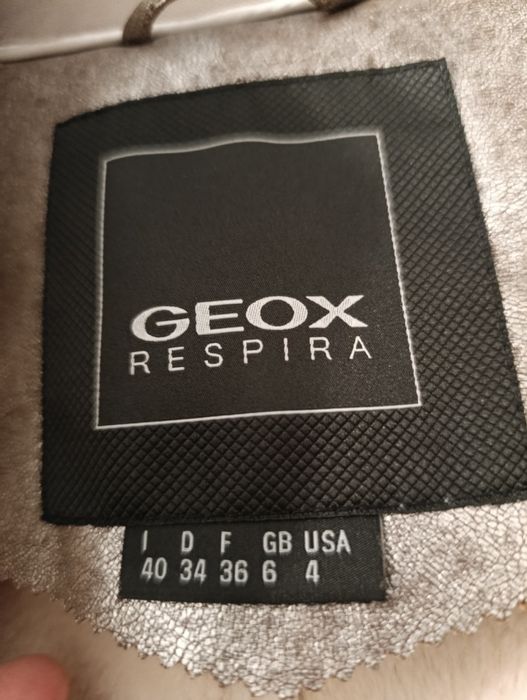 GEOX
RESPIRA
I D F GB USA
40 34 36 6 4